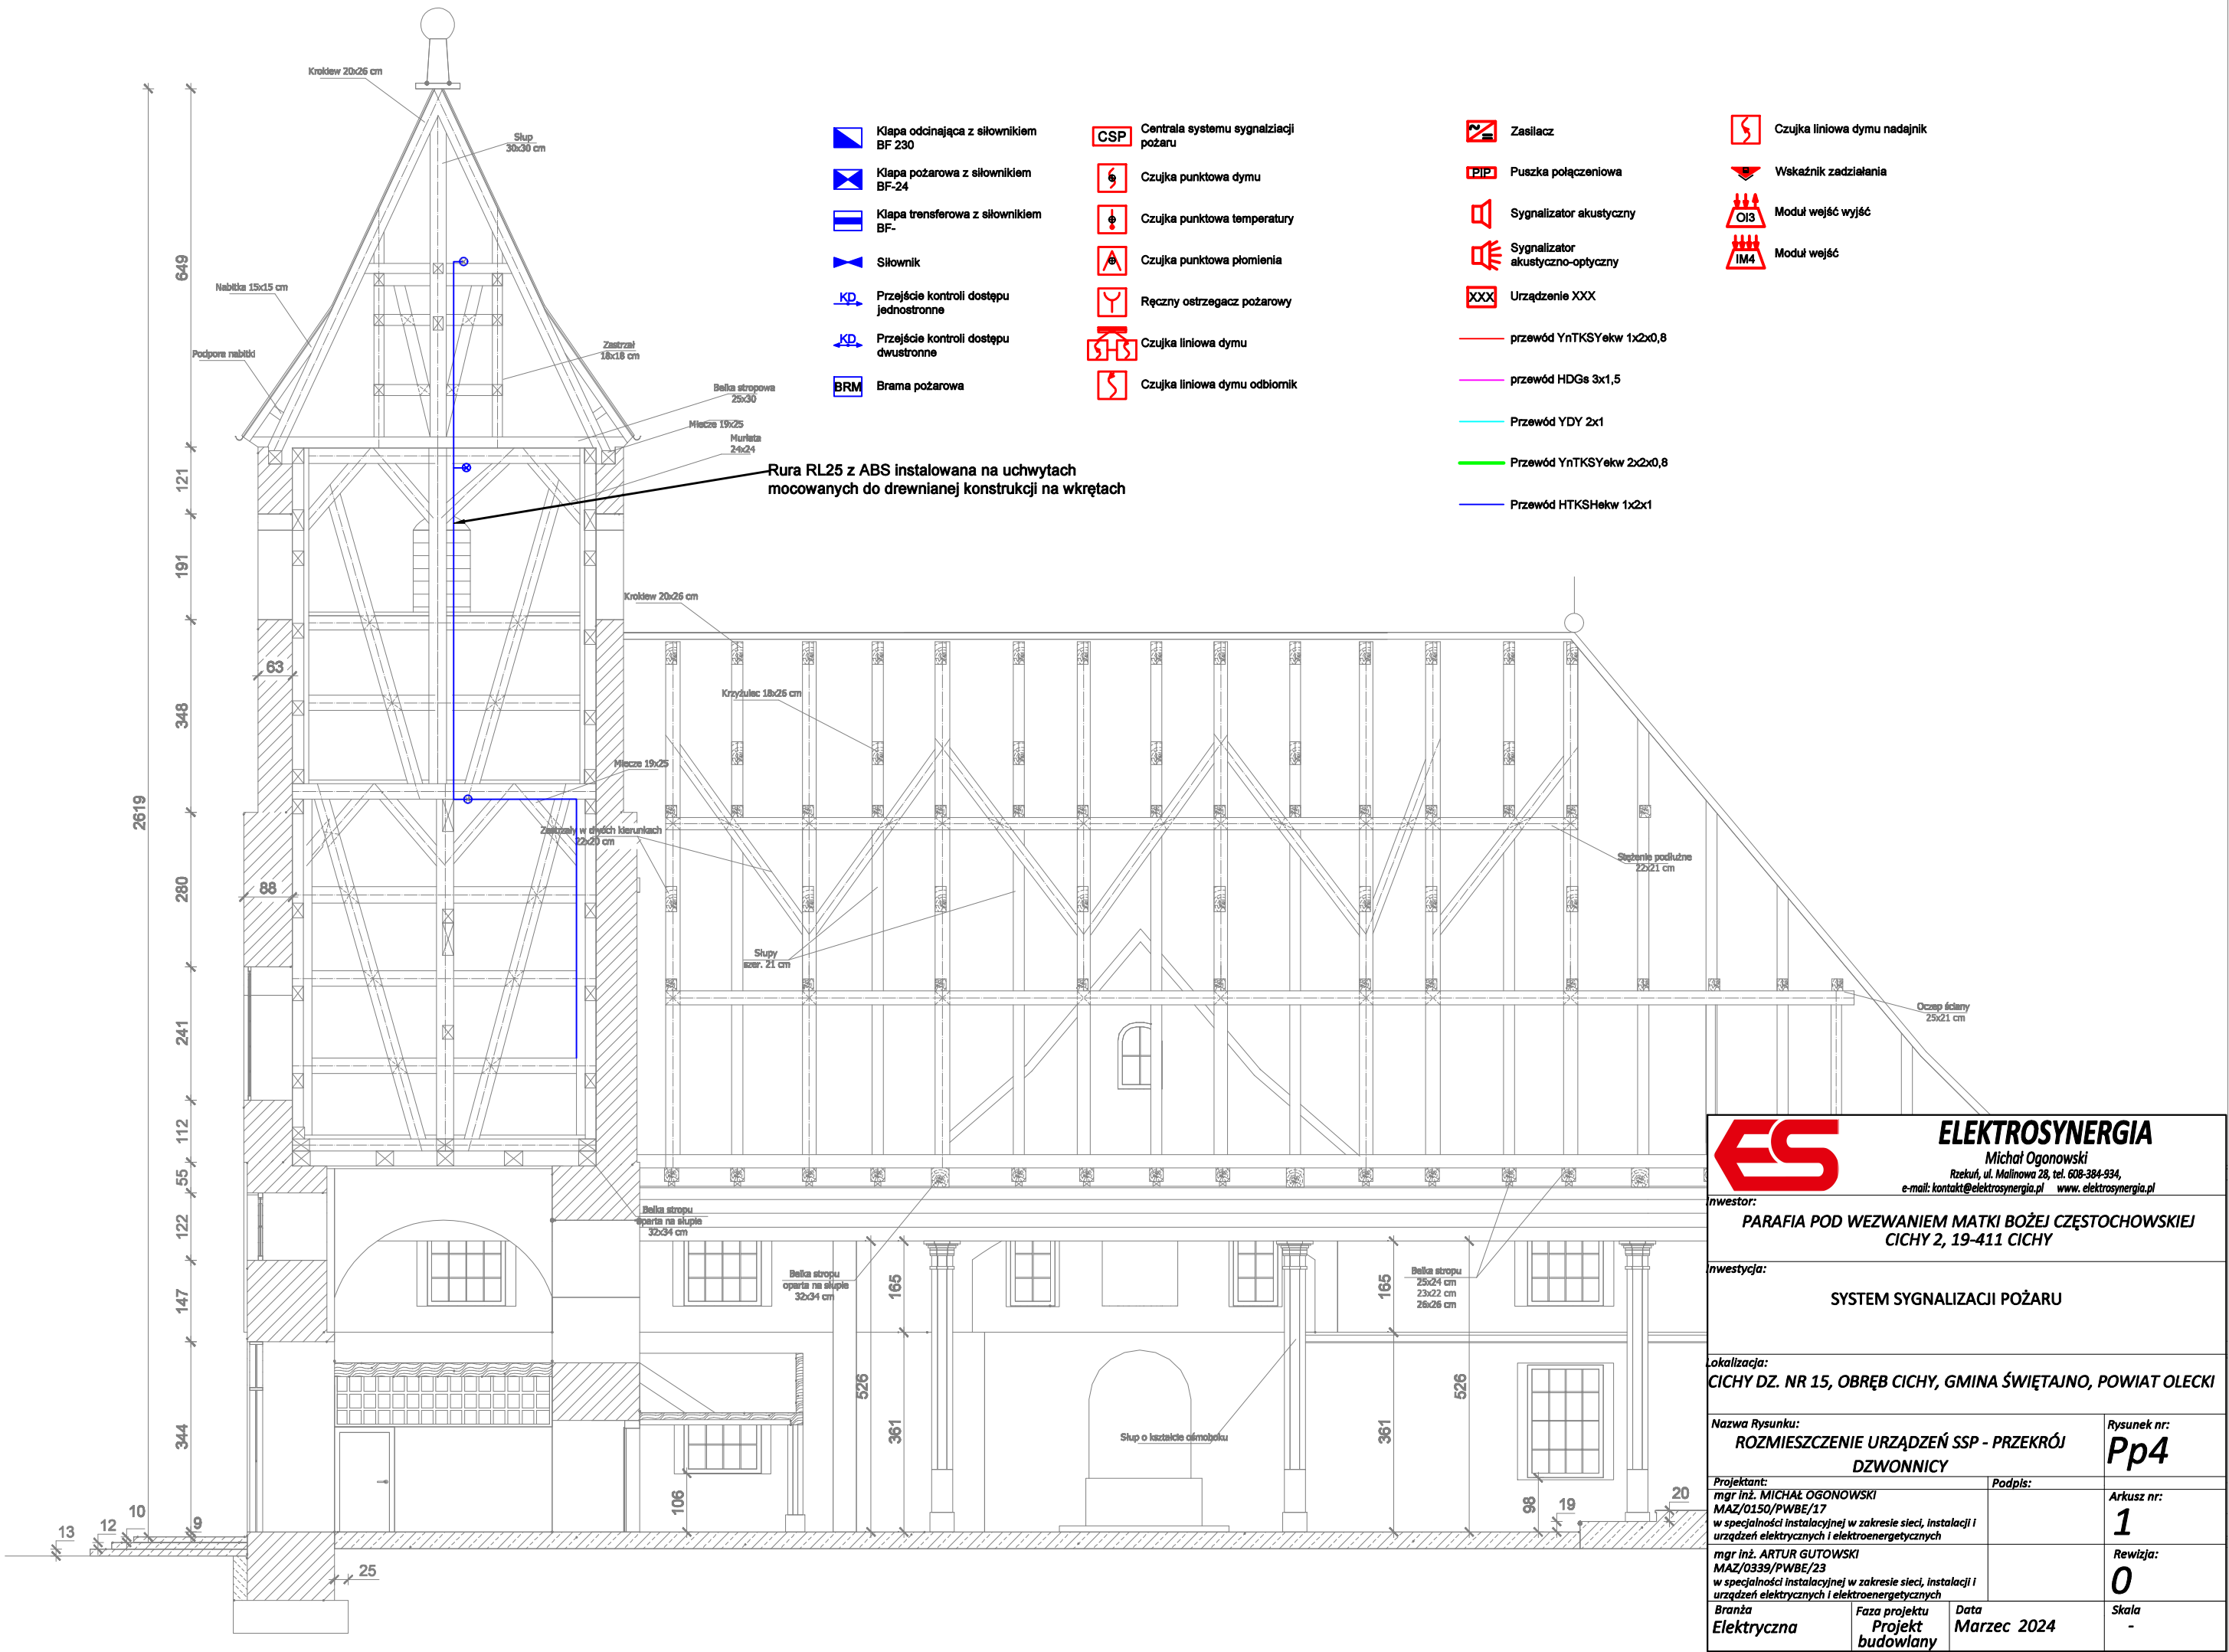 Krokiew 20x26 cm
Słup
30x30 cm
Nabitka 15x15 cm
Podpora nabitki
Zastrzał
18x18 cm
Belka stropowa
25x30
Miecze 19x25
Murłata
24x24
Rura RL25 z ABS instalowana na uchwytach
mocowanych do drewnianej konstrukcji na wkrętach
Klapa odcinająca z siłownikiem
BF 230
Klapa pożarowa z siłownikiem
BF-24
Klapa trensferowa z siłownikiem
BF-
Siłownik
KD
Przejście kontroli dostępu
jednostronne
KD
Przejście kontroli dostępu
dwustronne
BRM
Brama pożarowa
CSP
Centrala systemu sygnalziacji
pożaru
Czujka punktowa dymu
Czujka punktowa temperatury
Czujka punktowa płomienia
Ręczny ostrzegacz pożarowy
Czujka liniowa dymu
Czujka liniowa dymu odbiornik
Zasilacz
PIP
Puszka połączeniowa
Sygnalizator akustyczny
Sygnalizator
akustyczno-optyczny
XXX
Urządzenie XXX
przewód YnTKSYekw 1x2x0,8
przewód HDGs 3x1,5
Przewód YDY 2x1
Przewód YnTKSYekw 2x2x0,8
Przewód HTKSHekw 1x2x1
Czujka liniowa dymu nadajnik
Wskaźnik zadziałania
OI3
Moduł wejść wyjść
IM4
Moduł wejść
Krokiew 20x26 cm
Krzyżulec 18x26 cm
Miecze 19x25
Zastrzały w dwóch kierunkach
22x20 cm
Słupy
szer. 21 cm
Stężenie podłużne
22x21 cm
Oczep ściany
25x21 cm
Belka stropu
oparta na słupie
32x34 cm
Belka stropu
oparta na słupie
32x34 cm
Belka stropu
25x24 cm
23x22 cm
26x26 cm
Słup o kształcie ośmoboku
2619
649
121
191
348
280
241
112
55
122
147
344
63
88
13
12
10
9
25
106
526
165
361
165
361
526
98
19
20
ELEKTROSYNERGIA
Michał Ogonowski
Rzekuń, ul. Malinowa 28, tel. 608-384-934,
e-mail: kontakt@elektrosynergia.pl www. elektrosynergia.pl
Inwestor:
PARAFIA POD WEZWANIEM MATKI BOŻEJ CZĘSTOCHOWSKIEJ
CICHY 2, 19-411 CICHY
Inwestycja:
SYSTEM SYGNALIZACJI POŻARU
Lokalizacja:
CICHY DZ. NR 15, OBRĘB CICHY, GMINA ŚWIĘTAJNO, POWIAT OLECKI
Nazwa Rysunku:
ROZMIESZCZENIE URZĄDZEŃ SSP - PRZEKRÓJ
DZWONNICY
Rysunek nr:
Pp4
Projektant:
Podpis:
mgr inż. MICHAŁ OGONOWSKI
MAZ/0150/PWBE/17
w specjalności instalacyjnej w zakresie sieci, instalacji i
urządzeń elektrycznych i elektroenergetycznych
Arkusz nr:
1
mgr inż. ARTUR GUTOWSKI
MAZ/0339/PWBE/23
w specjalności instalacyjnej w zakresie sieci, instalacji i
urządzeń elektrycznych i elektroenergetycznych
Rewizja:
0
Branża
Elektryczna
Faza projektu
Projekt
budowlany
Data
Marzec 2024
Skala
-